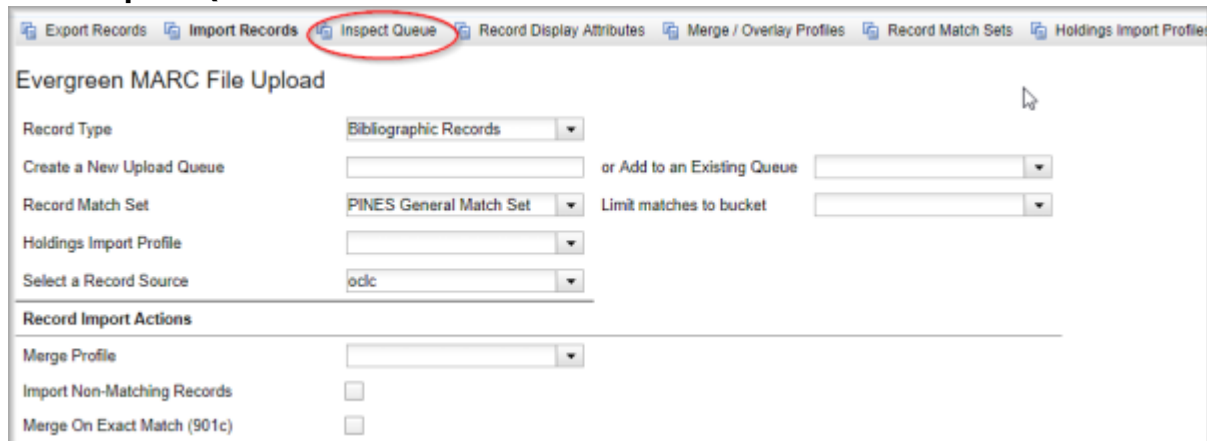 Export Records Import Records Inspect Queue Record Display Attributes Merge / Overlay Profiles Record Match Sets Holdings Import Profiles
Evergreen MARC File Upload
Record Type Bibliographic Records
Create a New Upload Queue or Add to an Existing Queue
Record Match Set PINES General Match Set Limit matches to bucket
Holdings Import Profile
Select a Record Source oclc
Record Import Actions
Merge Profile
Import Non-Matching Records
Merge On Exact Match (901c)